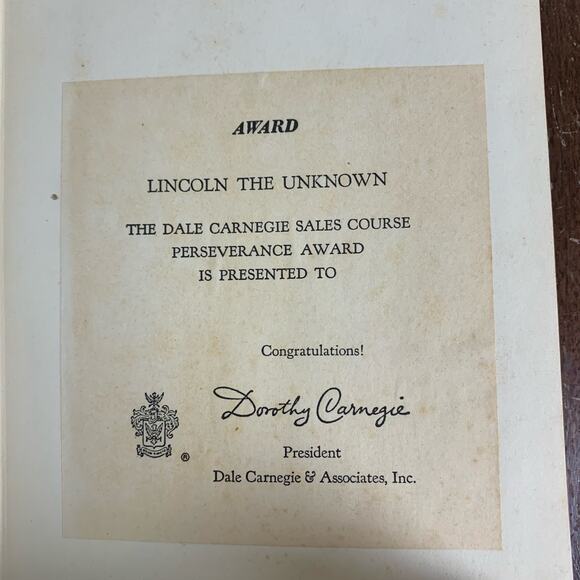 AWARD
LINCOLN THE UNKNOWN
THE DALE CARNEGIE SALES COURSE
PERSEVERANCE AWARD
IS PRESENTED TO
Congratulations!
Dorothy Carnegie
President
Dale Carnegie & Associates, Inc.
®